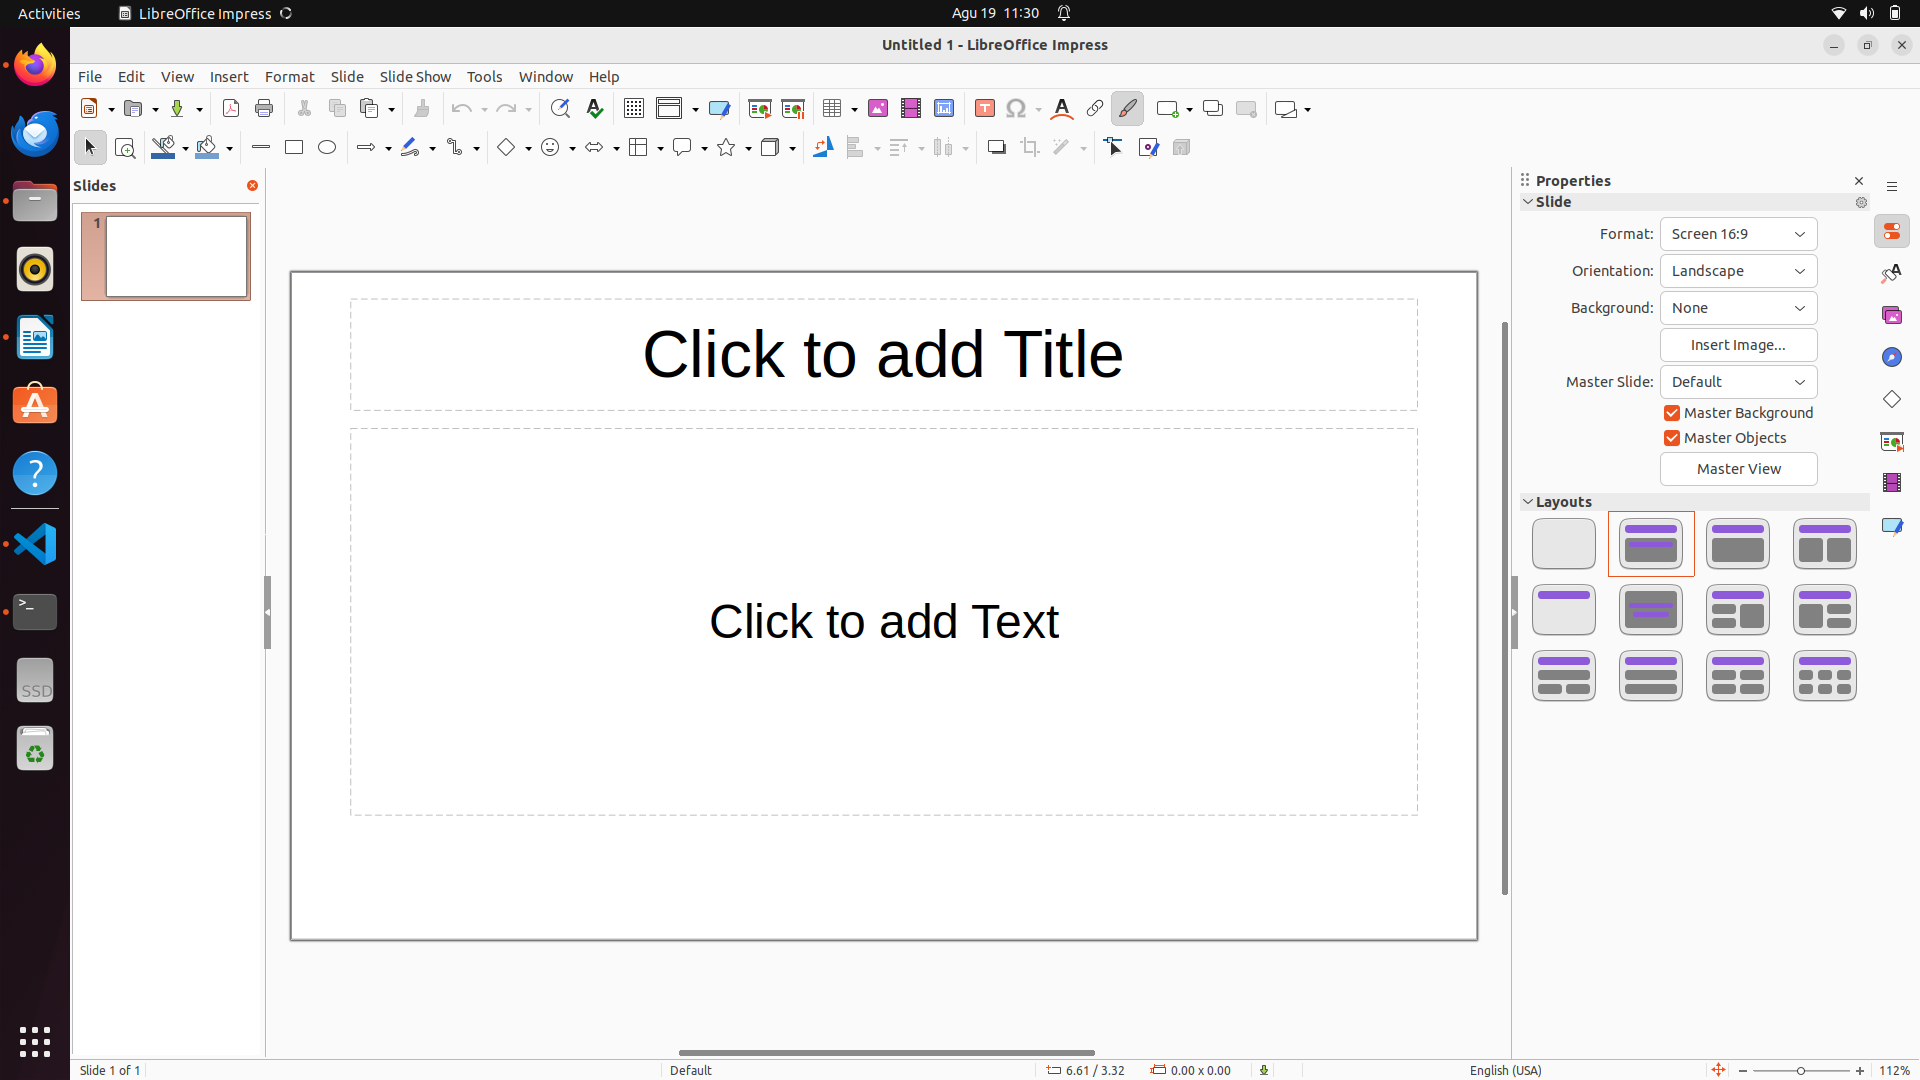 Activities
LibreOffice Impress
Agu 19 11:30
Untitled 1 - LibreOffice Impress
File Edit View Insert Format Slide Slide Show Tools Window Help
Slides
1
Click to add Title
Click to add Text
Properties
Slide
Format: Screen 16:9
Orientation: Landscape
Background: None
Insert Image...
Master Slide: Default
Master Background
Master Objects
Master View
Layouts
SSD
Slide 1 of 1
Default
6.61 / 3.32
0.00 x 0.00
English (USA)
112%